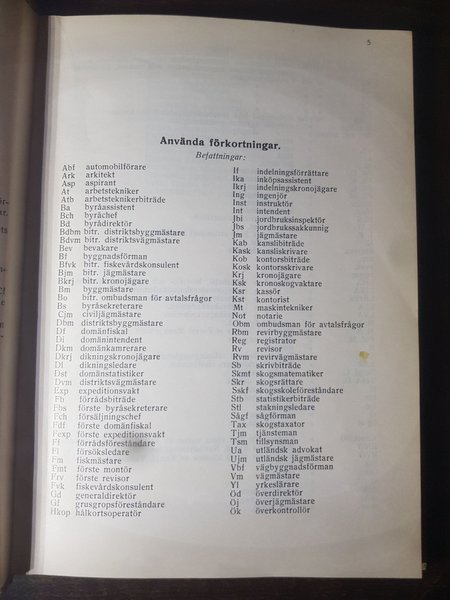 5
Använda förkortningar.
Befattningar:
Abf automobilförare
Ark arkitekt
Asp aspirant
At arbetstekniker
Atb arbetsteknikerbiträde
Ba byråassistent
Bch byråchef
Bd byrådirektör
Bdbm bitr. distriktsbyggmästare
Bdvm bitr. distriktsvägmästare
Bev bevakare
Bf byggnadsförman
Bfvk bitr. fiskevårdskonsulent
Bjm bitr. jägmästare
Bkrj bitr. kronojägare
Bm byggmästare
Bo bitr. ombudsman för avtalsfrågor
Bs byråsekreterare
Cjm civiljägmästare
Dbm distriktsbyggmästare
Df domänfiskal
Di domänintendent
Dkm domänkamrerare
Dkrj dikningskronojägare
Dl dikningsledare
Dst domänstatistiker
Dvm distriktsvägmästare
Exp expeditionsvakt
Fb förrådsbiträde
Fbs förste byråsekreterare
Fch försäljningschef
Fdf förste domänfiskal
Fexp förste expeditionsvakt
Ff förrådsföreståndare
Fl försöksledare
Fm fiskmästare
Fmt förste montör
Frv förste revisor
Fvk fiskevårdskonsulent
Gd generaldirektör
Gf grusgropsföreståndare
Hkop hålkortsoperatör
If indelningsförrättare
Ika inköpsassistent
Ikrj indelningskronojägare
Ing ingenjör
Inst instruktör
Int intendent
Jbi jordbruksinspektör
Jbs jordbrukssakkunnig
Jm jägmästare
Kab kanslibiträde
Kask kansliskrivare
Kob kontorsbiträde
Kosk kontorsskrivare
Krj kronojägare
Ksk kronoskogvaktare
Ksr kassör
Kst kontorist
Mt maskintekniker
Not notarie
Obm ombudsman för avtalsfrågor
Rbm revirbyggmästare
Reg registrator
Rv revisor
Rvm revirvägmästare
Sb skrivbiträde
Skmt skogsmatematiker
Skr skogsrättare
Sskf skogsskoleföreståndare
Stb statistikerbiträde
Stl stakningsledare
Sågf sågförman
Tax skogstaxator
Tjm tjänsteman
Tsm tillsynsman
Ua utländsk advokat
Ujm utländsk jägmästare
Vbf vägbyggnadsförman
Vm vägmästare
Yl yrkeslärare
Öd överdirektör
Öj överjägmästare
Ök överkontrollör